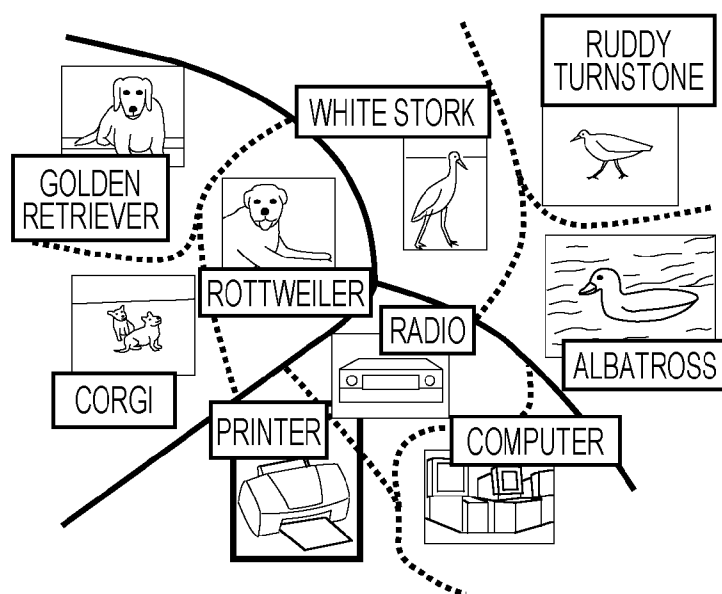 RUDDY
TURNSTONE
WHITE STORK
GOLDEN
RETRIEVER
ROTTWEILER
RADIO
ALBATROSS
CORGI
PRINTER
COMPUTER